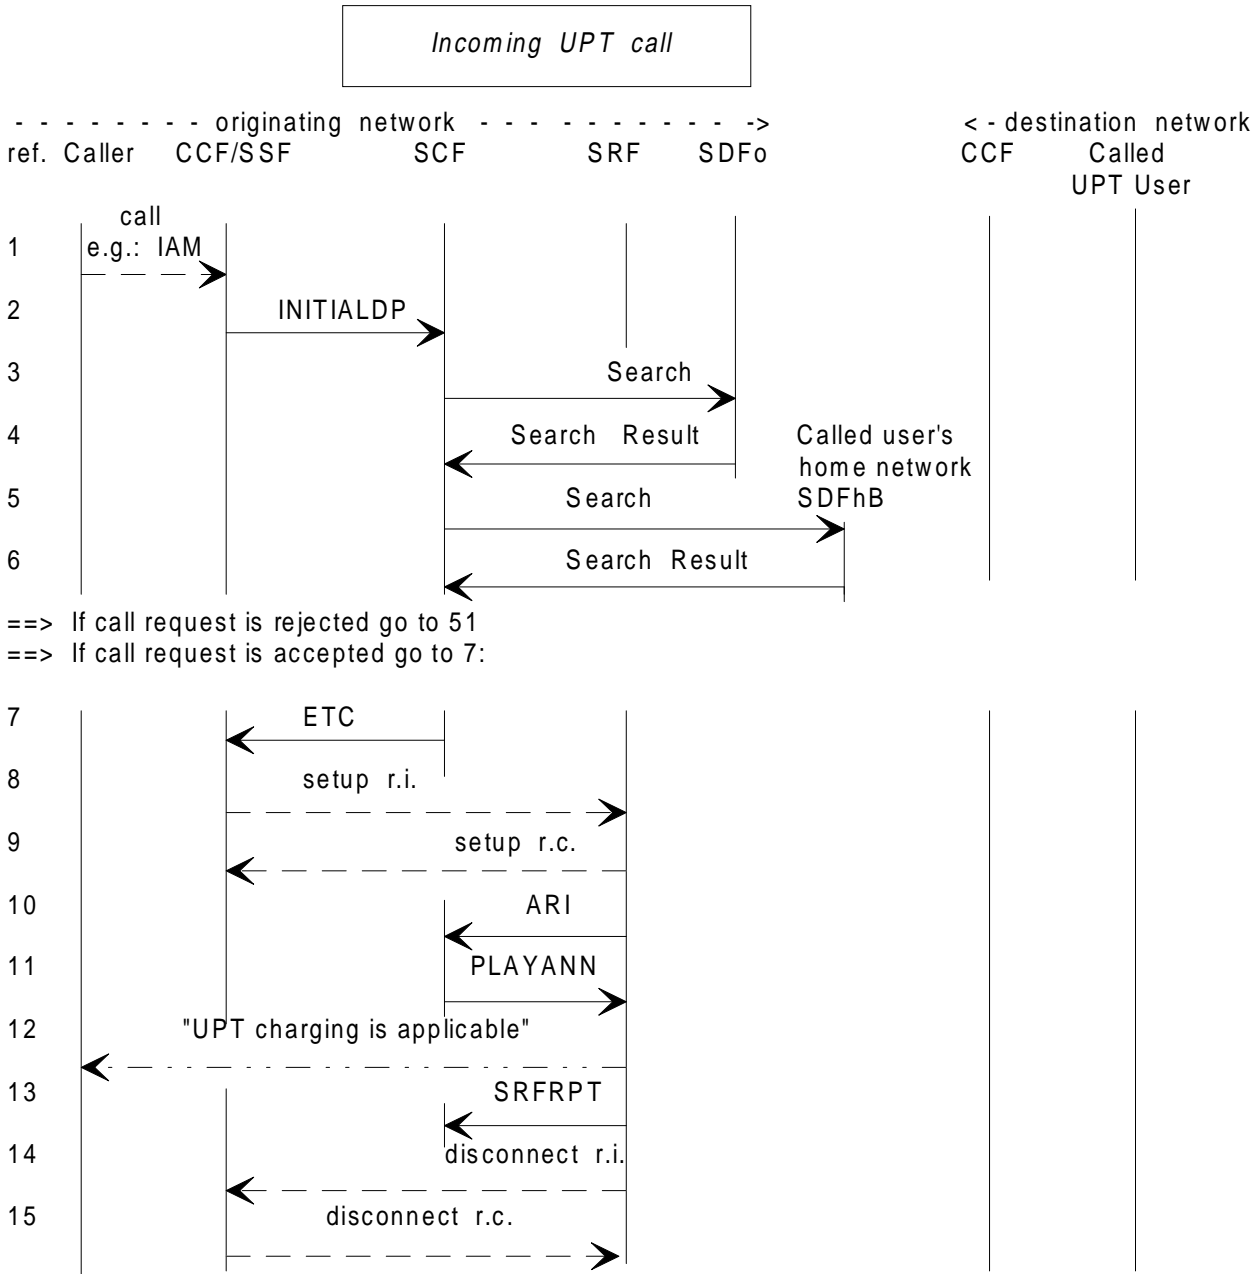 Incoming UPT call
- - - - - - - - originating network - - - - - - - - - - -> < - destination network
ref. Caller CCF/SSF SCF SRF SDFo CCF Called
UPT User
call
1 e.g.: IAM
2 INITIALDP
3 Search
4 Search Result Called user's
home network
5 Search SDFhB
6 Search Result
==> If call request is rejected go to 51
==> If call request is accepted go to 7:
7 ETC
8 setup r.i.
9 setup r.c.
10 ARI
11 PLAYANN
12 "UPT charging is applicable"
13 SRFRPT
14 disconnect r.i.
15 disconnect r.c.